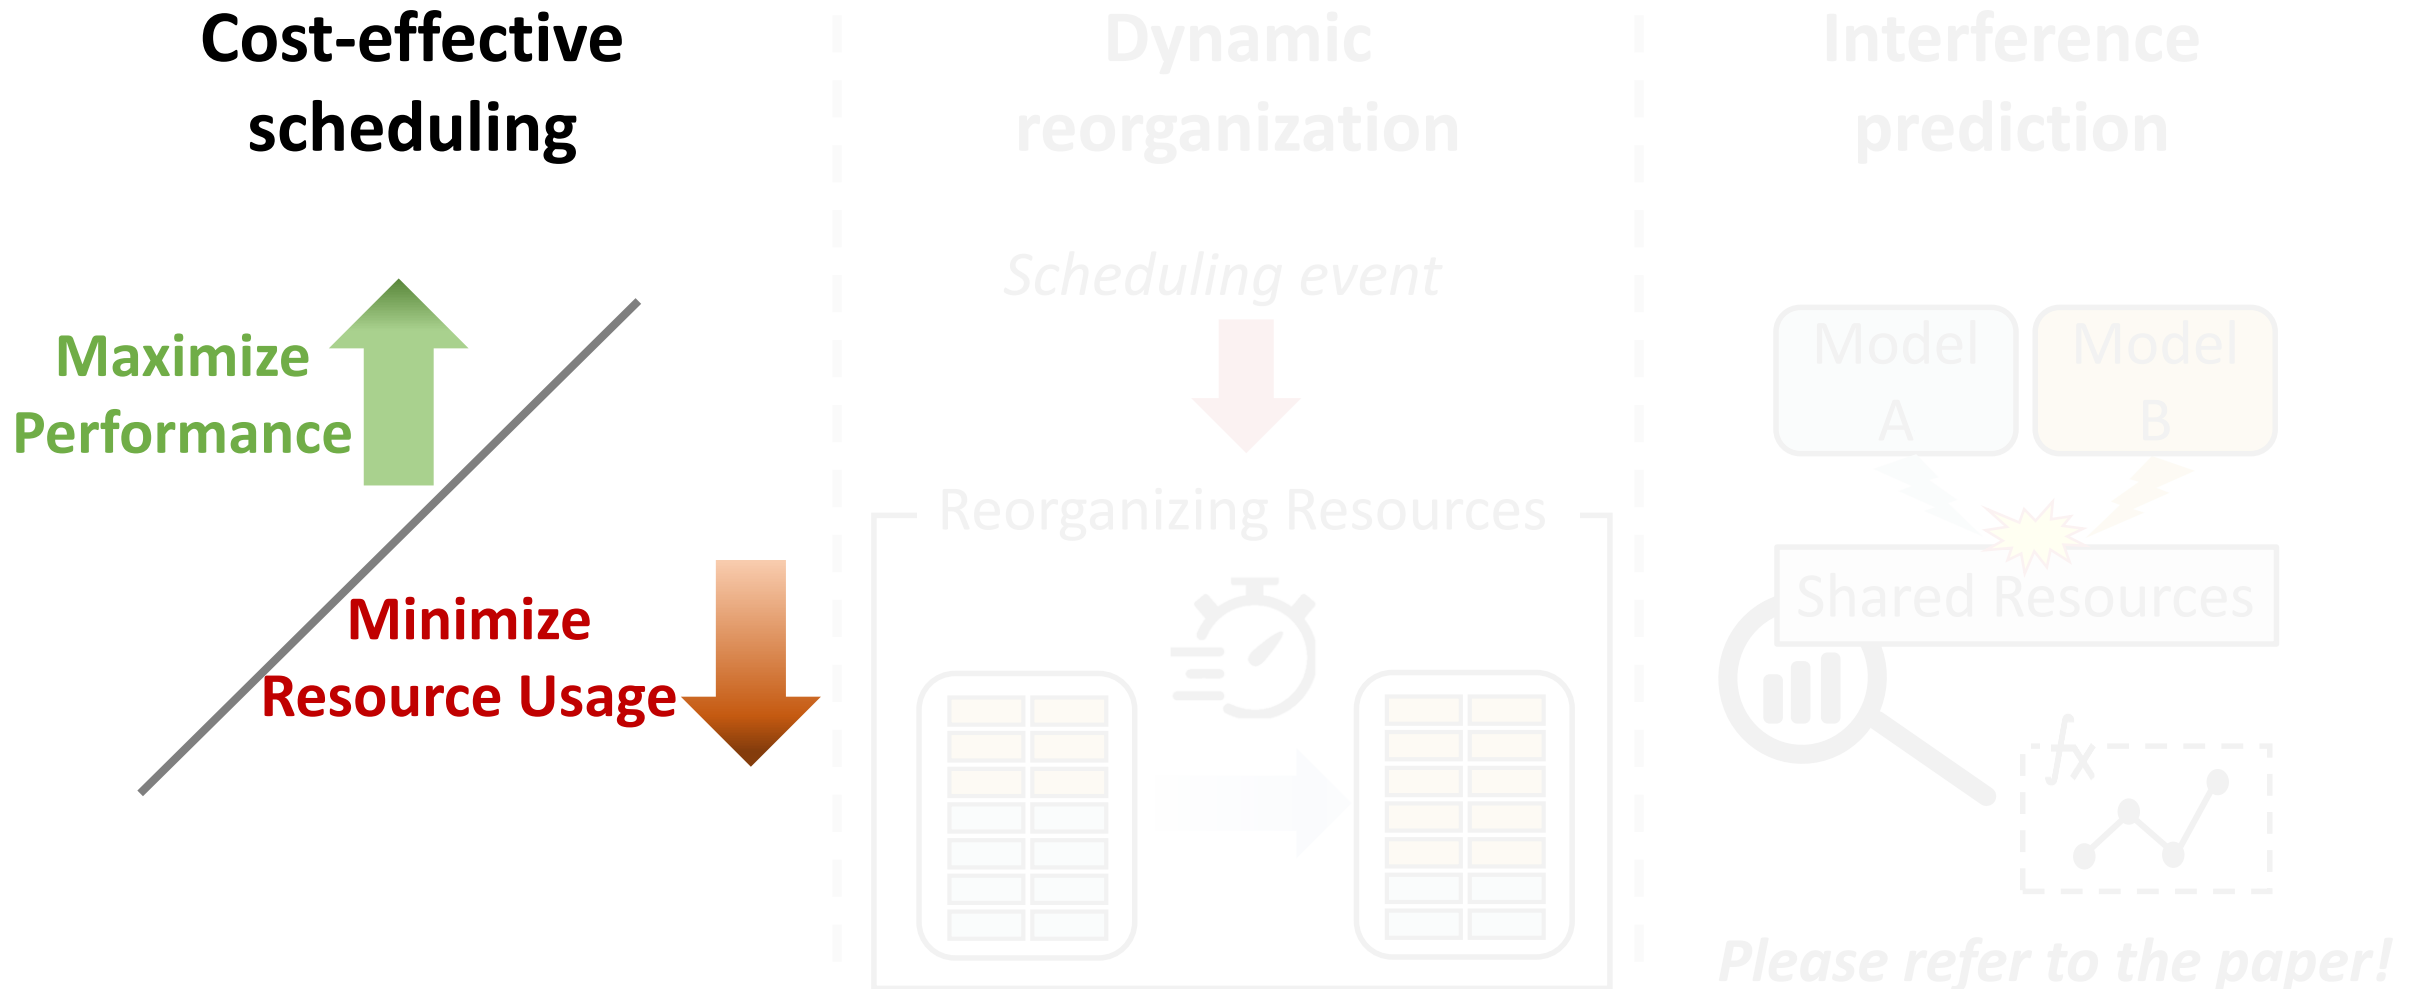 Cost-effective
scheduling
Maximize
Performance
Minimize
Resource Usage
Dynamic
reorganization
Scheduling event
Reorganizing Resources
Interference
prediction
Model
A
Model
B
Shared Resources
fx
Please refer to the paper!